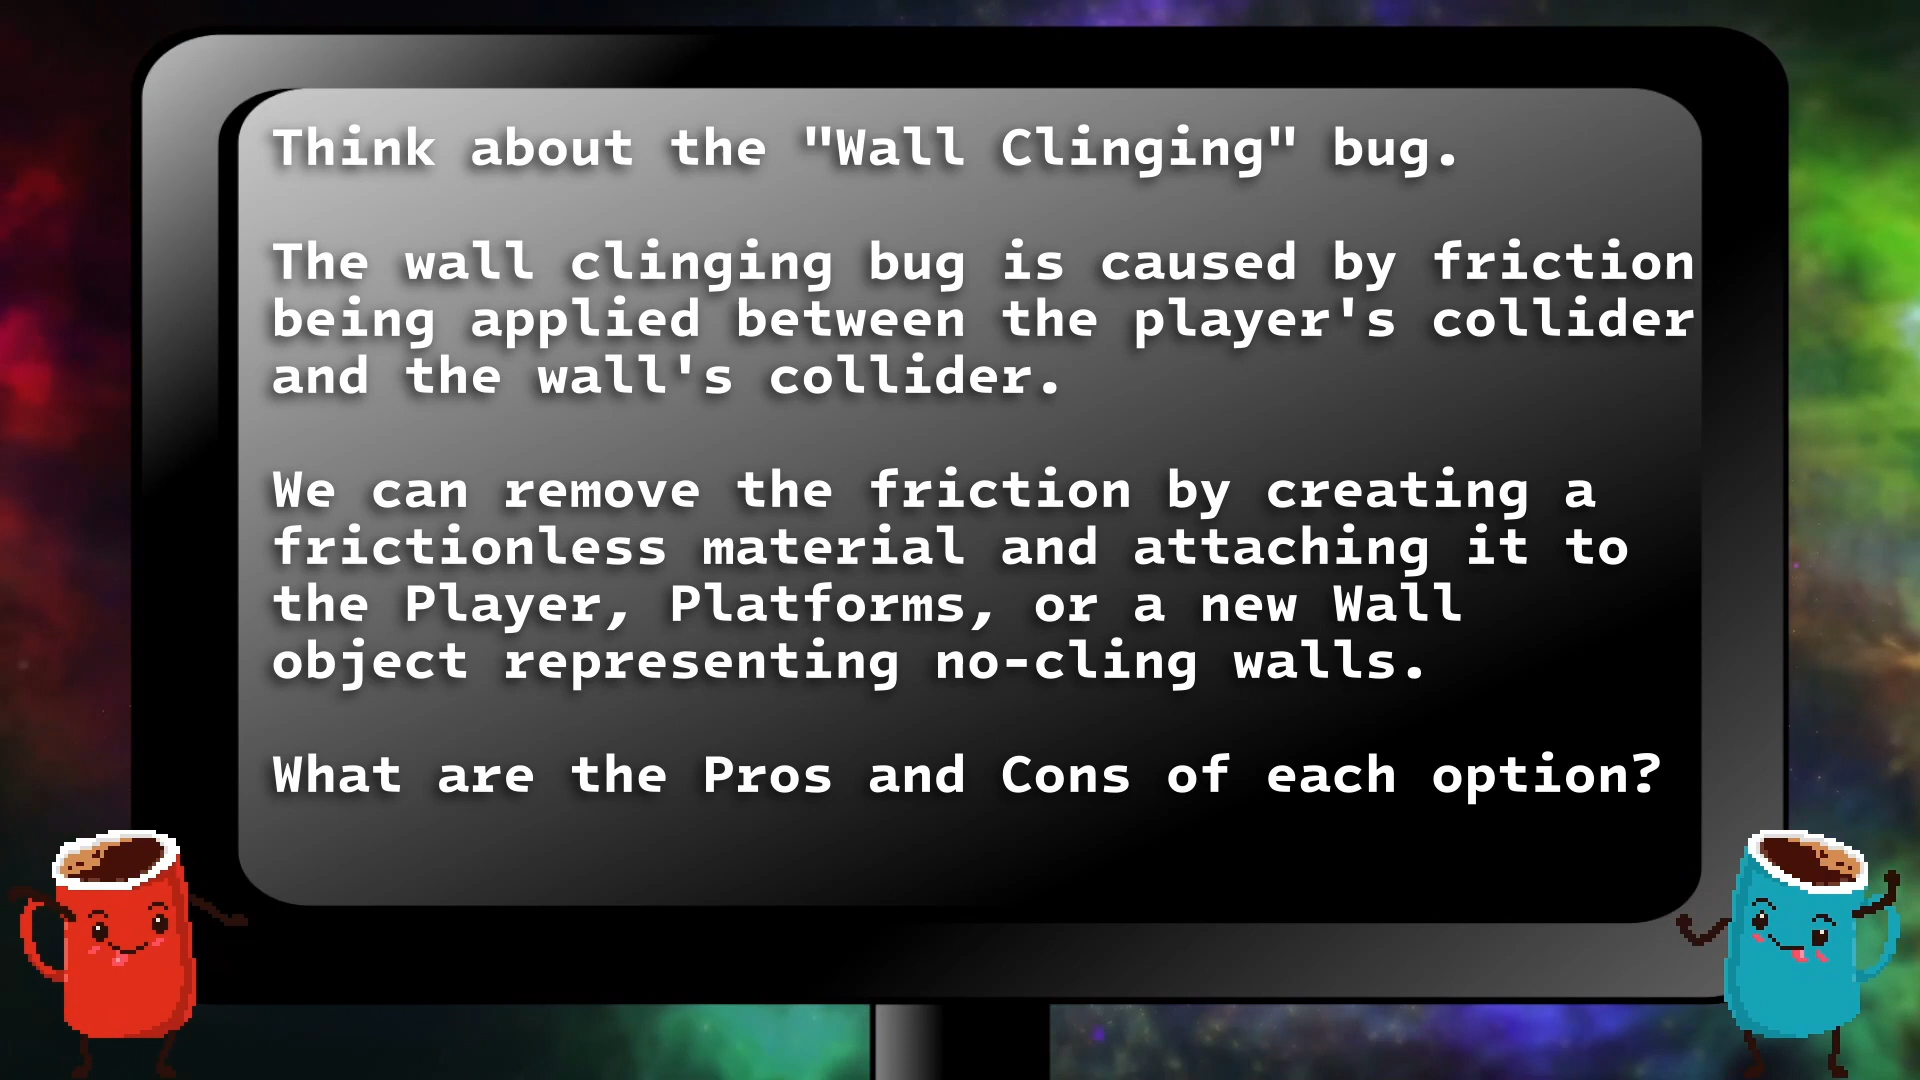 Think about the "Wall Clinging" bug.
The wall clinging bug is caused by friction
being applied between the player's collider
and the wall's collider.
We can remove the friction by creating a
frictionless material and attaching it to
the Player, Platforms, or a new Wall
object representing no-cling walls.
What are the Pros and Cons of each option?